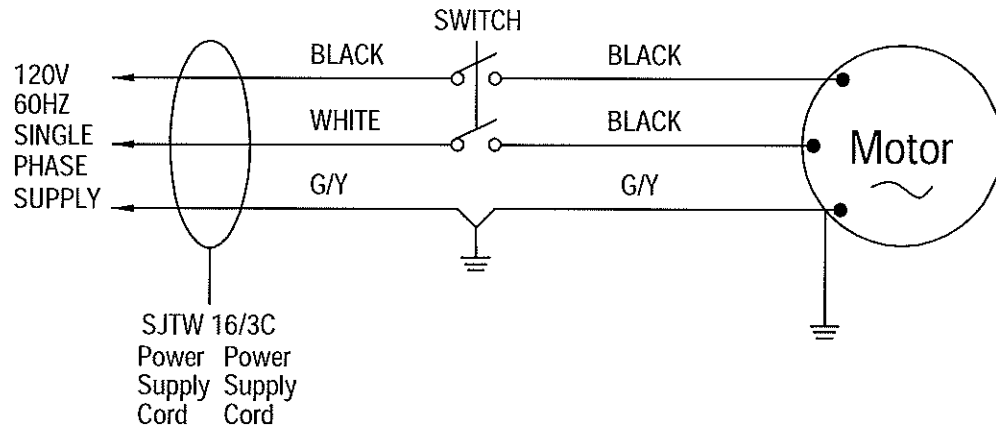 SWITCH
120V
60HZ
SINGLE
PHASE
SUPPLY
BLACK
BLACK
WHITE
BLACK
G/Y
G/Y
Motor
SJTW 16/3C
Power Power
Supply Supply
Cord Cord